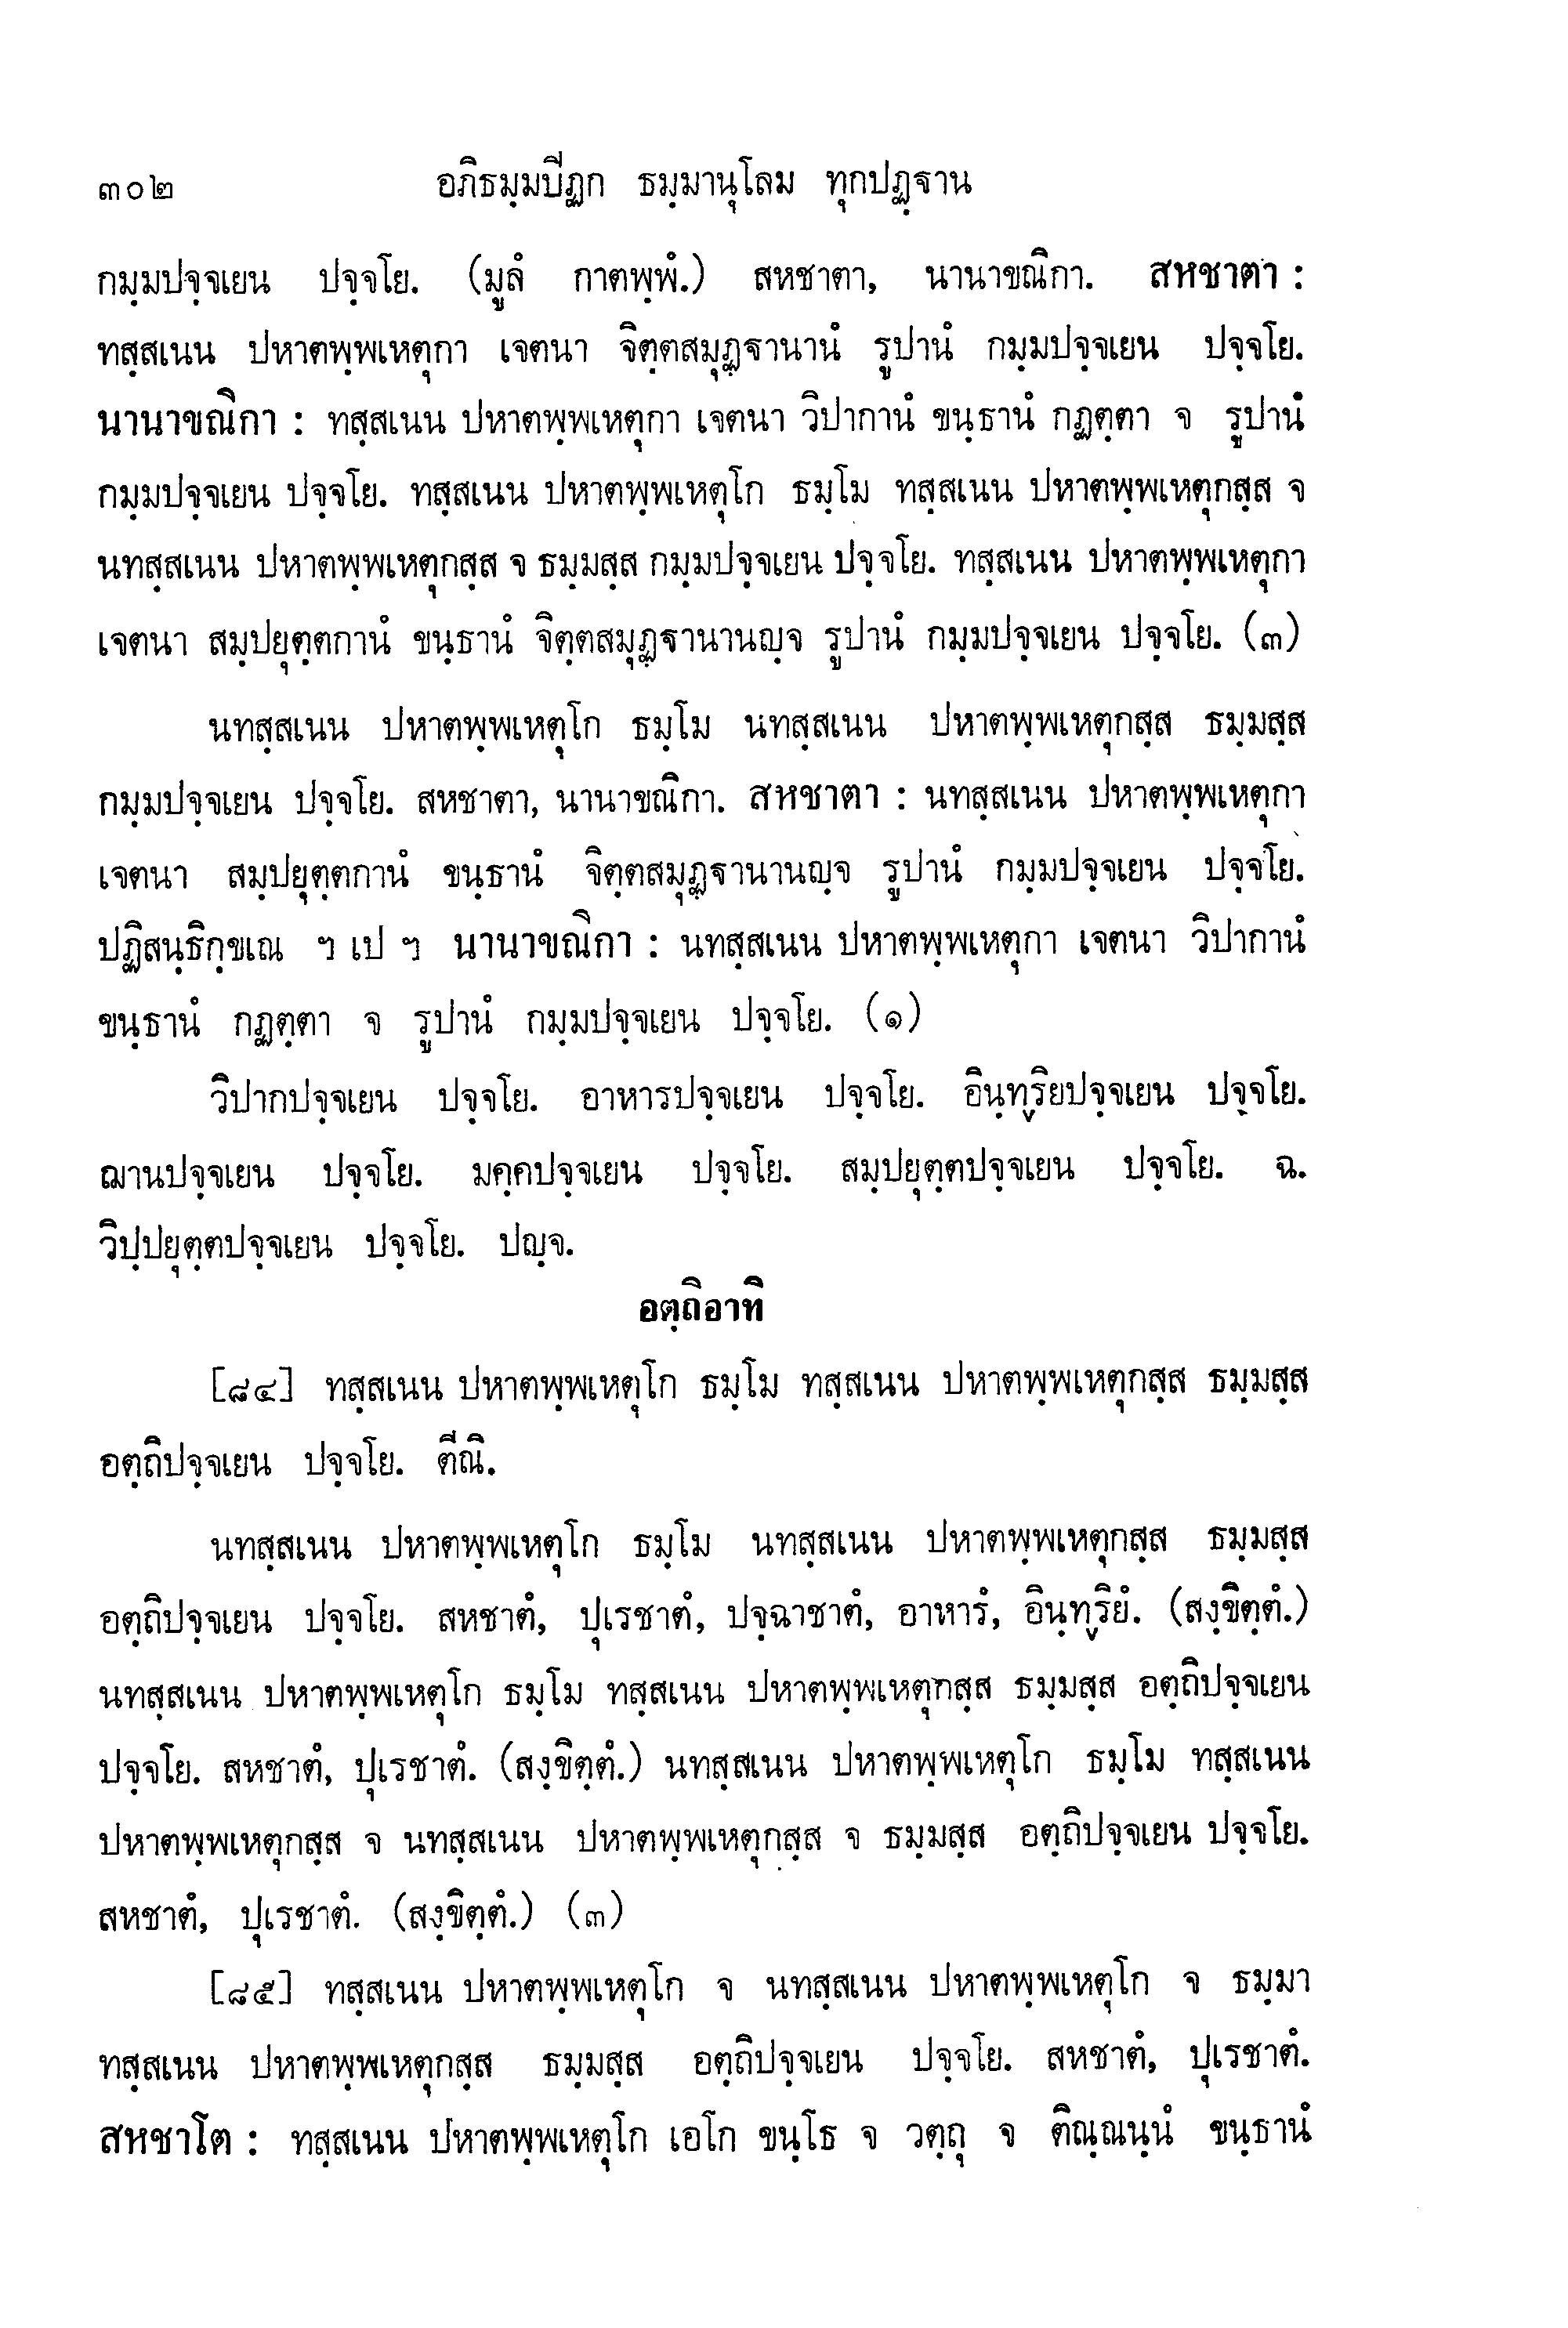 ๓๐๒ อภิธมฺมปีฏก ธมฺมานุโลม ทุกปฏฺฐาน
กมฺมปจฺจเยน ปจฺจโย. (มูลํ กาตพฺพํ.) สหชาตา, นานาขณิกา. สหชาตา :
ทสฺสเนน ปหาตพฺพเหตุกา เจตนา จิตฺตสมุฏฺฐานานํ รูปานํ กมฺมปจฺจเยน ปจฺจโย.
นานาขณิกา : ทสฺสเนน ปหาตพฺพเหตุกา เจตนา วิปากานํ ขนฺธานํ กฏตฺตา จ รูปานํ
กมฺมปจฺจเยน ปจฺจโย. ทสฺสเนน ปหาตพฺพเหตุโก ธมฺโม ทสฺสเนน ปหาตพฺพเหตุกสฺส จ
นทสฺสเนน ปหาตพฺพเหตุกสฺส จ ธมฺมสฺส กมฺมปจฺจเยน ปจฺจโย. ทสฺสเนน ปหาตพฺพเหตุกา
เจตนา สมฺปยุตฺตกานํ ขนฺธานํ จิตฺตสมุฏฺฐานานญฺจ รูปานํ กมฺมปจฺจเยน ปจฺจโย. (๓)
นทสฺสเนน ปหาตพฺพเหตุโก ธมฺโม นทสฺสเนน ปหาตพฺพเหตุกสฺส ธมฺมสฺส
กมฺมปจฺจเยน ปจฺจโย. สหชาตา, นานาขณิกา. สหชาตา : นทสฺสเนน ปหาตพฺพเหตุกา
เจตนา สมฺปยุตฺตกานํ ขนฺธานํ จิตฺตสมุฏฺฐานานญฺจ รูปานํ กมฺมปจฺจเยน ปจฺจโย.
ปฏิสนฺธิกฺขเณ ฯ เป ฯ นานาขณิกา : นทสฺสเนน ปหาตพฺพเหตุกา เจตนา วิปากานํ
ขนฺธานํ กฏตฺตา จ รูปานํ กมฺมปจฺจเยน ปจฺจโย. (๑)
วิปากปจฺจเยน ปจฺจโย. อาหารปจฺจเยน ปจฺจโย. อินฺทฺริยปจฺจเยน ปจฺจโย.
ฌานปจฺจเยน ปจฺจโย. มคฺคปจฺจเยน ปจฺจโย. สมฺปยุตฺตปจฺจเยน ปจฺจโย. ฉ.
วิปฺปยุตฺตปจฺจเยน ปจฺจโย. ปญฺจ.
อตฺถิอาทิ
[๘๔] ทสฺสเนน ปหาตพฺพเหตุโก ธมฺโม ทสฺสเนน ปหาตพฺพเหตุกสฺส ธมฺมสฺส
อตฺถิปจฺจเยน ปจฺจโย. ตีณิ.
นทสฺสเนน ปหาตพฺพเหตุโก ธมฺโม นทสฺสเนน ปหาตพฺพเหตุกสฺส ธมฺมสฺส
อตฺถิปจฺจเยน ปจฺจโย. สหชาตํ, ปุเรชาตํ, ปจฺฉาชาตํ, อาหารํ, อินฺทฺริยํ. (สงฺขิตฺตํ.)
นทสฺสเนน ปหาตพฺพเหตุโก ธมฺโม ทสฺสเนน ปหาตพฺพเหตุกสฺส ธมฺมสฺส อตฺถิปจฺจเยน
ปจฺจโย. สหชาตํ, ปุเรชาตํ. (สงฺขิตฺตํ.) นทสฺสเนน ปหาตพฺพเหตุโก ธมฺโม ทสฺสเนน
ปหาตพฺพเหตุกสฺส จ นทสฺสเนน ปหาตพฺพเหตุกสฺส จ ธมฺมสฺส อตฺถิปจฺจเยน ปจฺจโย.
สหชาตํ, ปุเรชาตํ. (สงฺขิตฺตํ.) (๓)
[๘๕] ทสฺสเนน ปหาตพฺพเหตุโก จ นทสฺสเนน ปหาตพฺพเหตุโก จ ธมฺมา
ทสฺสเนน ปหาตพฺพเหตุกสฺส ธมฺมสฺส อตฺถิปจฺจเยน ปจฺจโย. สหชาตํ, ปุเรชาตํ.
สหชาโต : ทสฺสเนน ปหาตพฺพเหตุโก เอโก ขนฺโธ จ วตฺถุ จ ติณฺณนฺนํ ขนฺธานํ